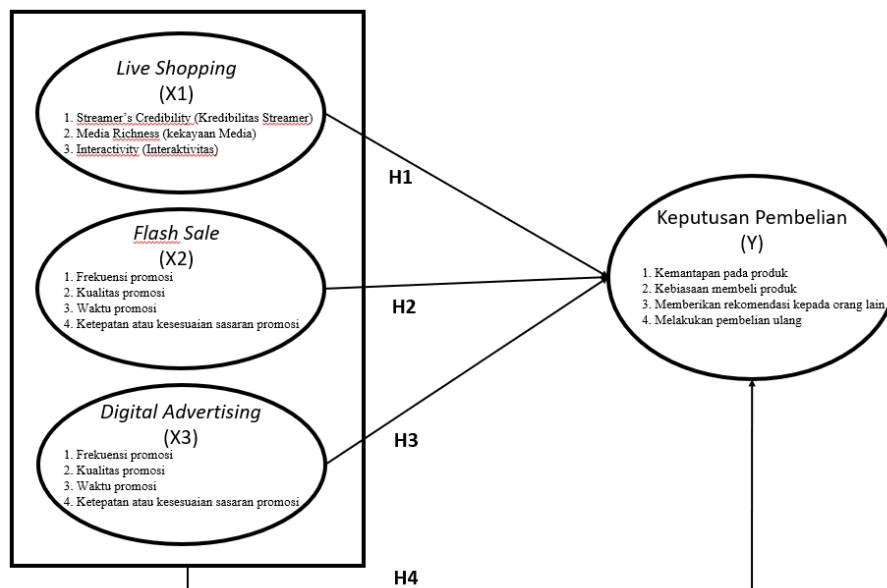 Live Shopping
(X1)
1. Streamer's Credibility (Kredibilitas Streamer)
2. Media Richness (kekayaan Media)
3. Interactivity (Interaktivitas)
H1
Flash Sale
(X2)
1. Frekuensi promosi
2. Kualitas promosi
3. Waktu promosi
4. Ketepatan atau kesesuaian sasaran promosi
H2
Keputusan Pembelian
(Y)
1. Kemantapan pada produk
2. Kebiasaan membeli produk
3. Memberikan rekomendasi kepada orang lain
4. Melakukan pembelian ulang
Digital Advertising
(X3)
1. Frekuensi promosi
2. Kualitas promosi
3. Waktu promosi
4. Ketepatan atau kesesuaian sasaran promosi
H3
H4